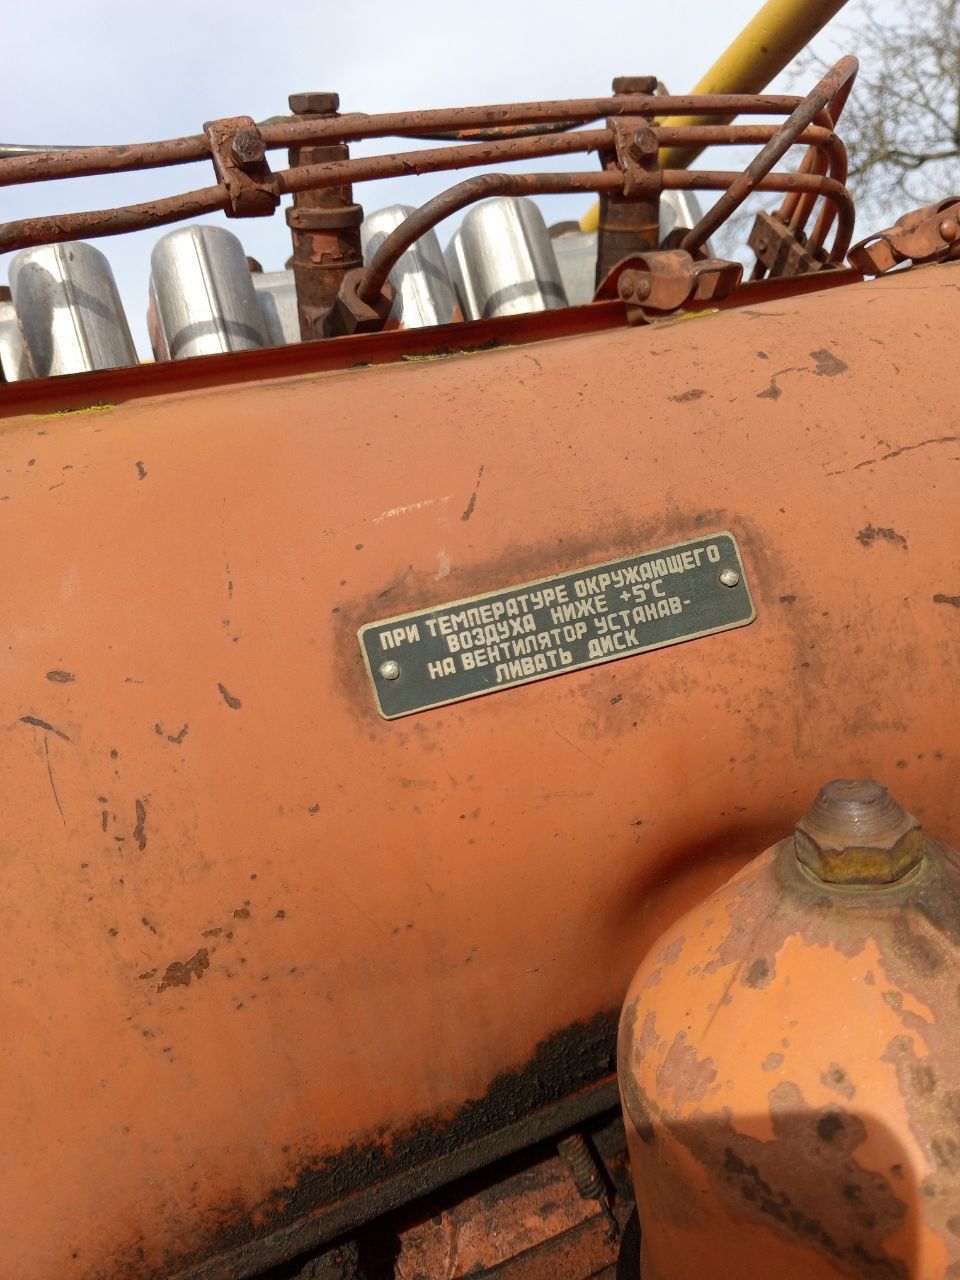 ПРИ ТЕМПЕРАТУРЕ ОКРУЖАЮЩЕГО
ВОЗДУХА НИЖЕ +5°С
НА ВЕНТИЛЯТОР УСТАНАВ-
ЛИВАТЬ ДИСК